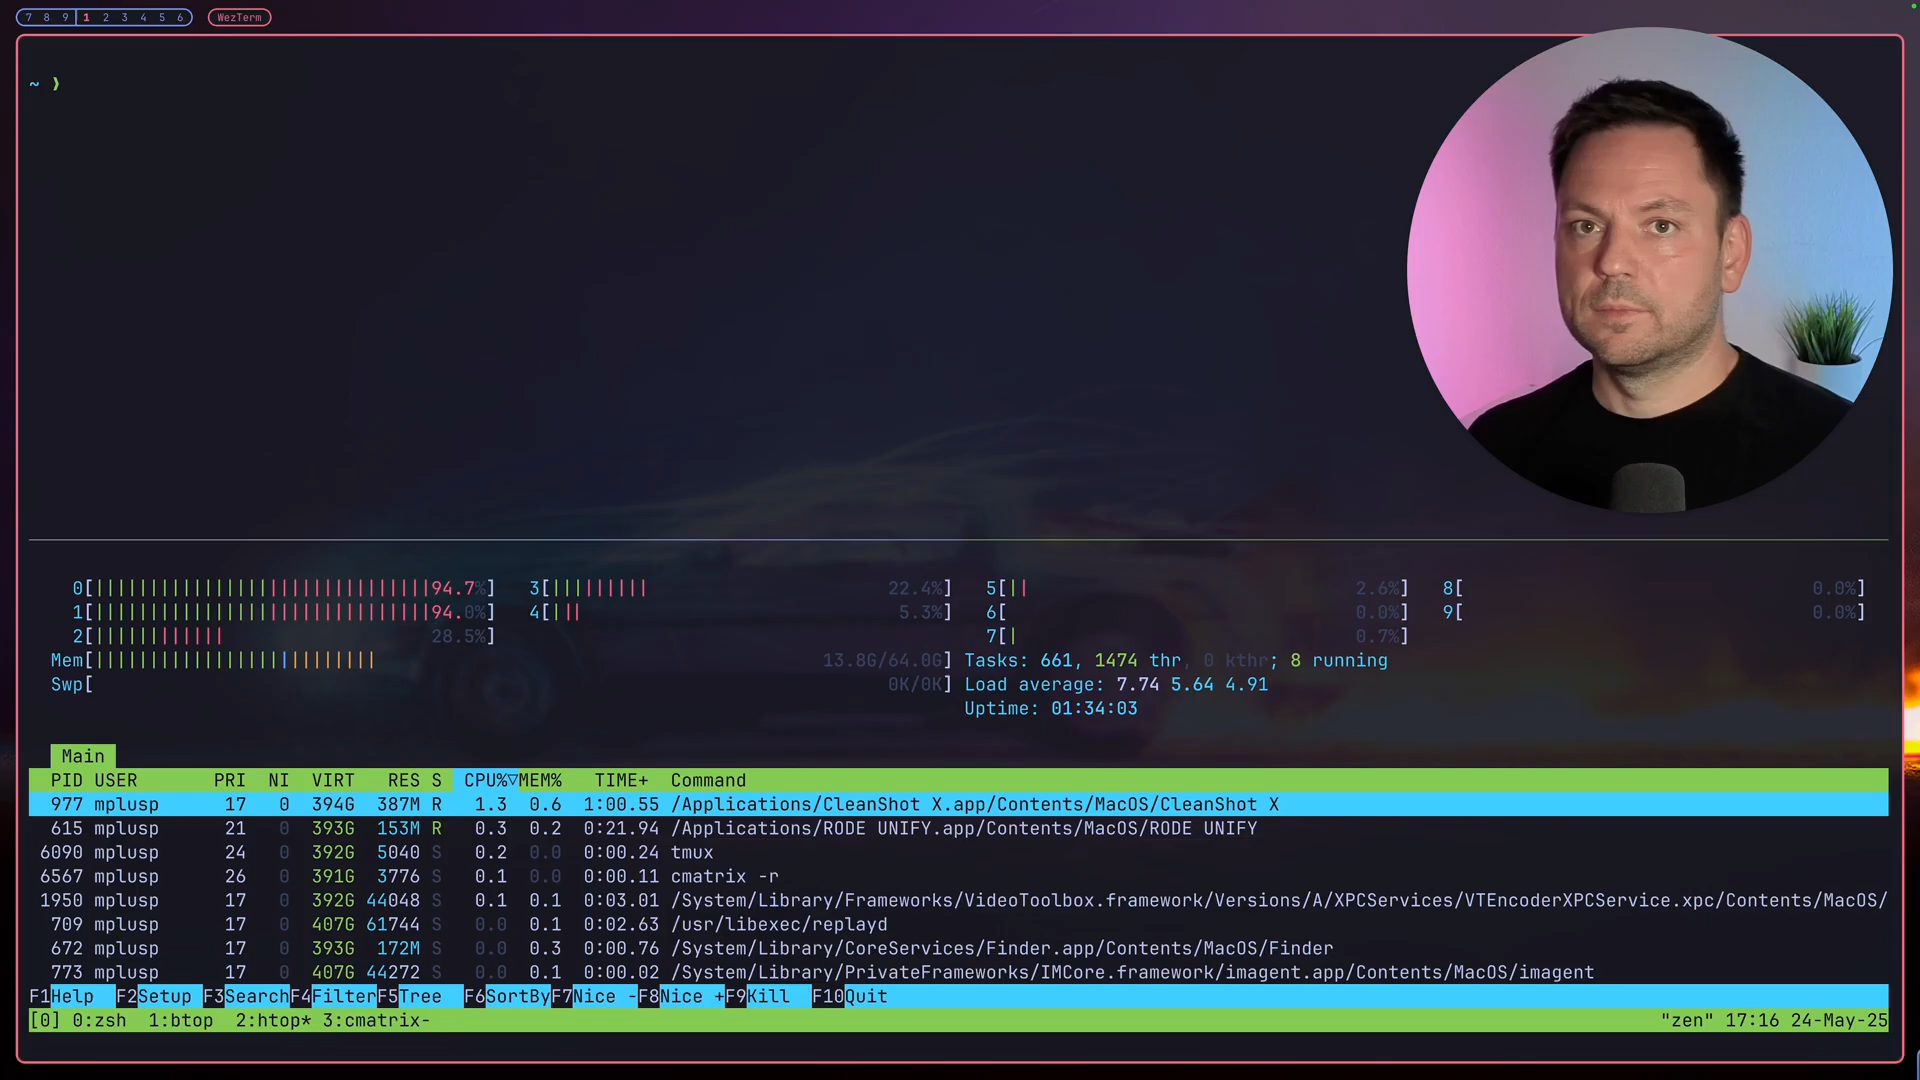 7 8 9 1 2 3 4 5 6 WezTerm
~ ❯
0[||||||||||||||||||||||||||||||||94.7%] 3[|||||||||| 22.4%] 5[|| 2.6%] 8[ 0.0%]
1[||||||||||||||||||||||||||||||||94.0%] 4[||| 5.3%] 6[ 0.0%] 9[ 0.0%]
2[|||||||||||| 28.5%] 7[| 0.7%]
Mem[|||||||||||||||||||||||||| 13.8G/64.0G] Tasks: 661, 1474 thr, 0 kthr; 8 running
Swp[ 0K/0K] Load average: 7.74 5.64 4.91
Uptime: 01:34:03
Main
PID USER PRI NI VIRT RES S CPU%▽MEM% TIME+ Command
977 mplusp 17 0 394G 387M R 1.3 0.6 1:00.55 /Applications/CleanShot X.app/Contents/MacOS/CleanShot X
615 mplusp 21 0 393G 153M R 0.3 0.2 0:21.94 /Applications/RODE UNIFY.app/Contents/MacOS/RODE UNIFY
6090 mplusp 24 0 392G 5040 S 0.2 0.0 0:00.24 tmux
6567 mplusp 26 0 391G 3776 S 0.1 0.0 0:00.11 cmatrix -r
1950 mplusp 17 0 392G 44048 S 0.1 0.1 0:03.01 /System/Library/Frameworks/VideoToolbox.framework/Versions/A/XPCServices/VTEncoderXPCService.xpc/Contents/MacOS/
709 mplusp 17 0 407G 61744 S 0.0 0.1 0:02.63 /usr/libexec/replayd
672 mplusp 17 0 393G 172M S 0.0 0.3 0:00.76 /System/Library/CoreServices/Finder.app/Contents/MacOS/Finder
773 mplusp 17 0 407G 44272 S 0.0 0.1 0:00.02 /System/Library/PrivateFrameworks/IMCore.framework/imagent.app/Contents/MacOS/imagent
F1Help F2Setup F3SearchF4FilterF5Tree F6SortByF7Nice -F8Nice +F9Kill F10Quit
[0] 0:zsh 1:btop 2:htop* 3:cmatrix- "zen" 17:16 24-May-25